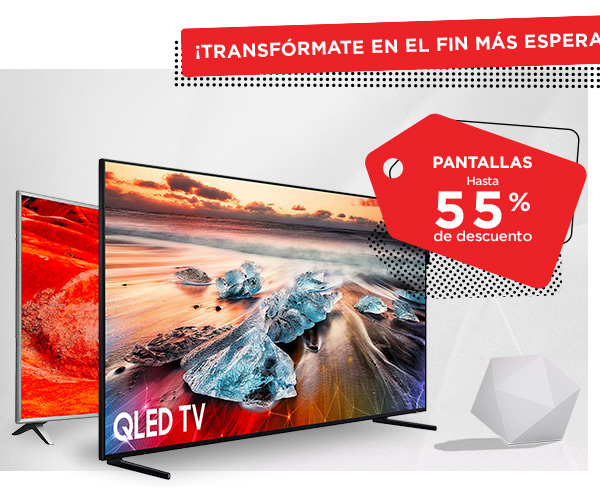 ¡TRANSFÓRMATE EN EL FIN MÁS ESPERA
PANTALLAS
Hasta
55%
de descuento
QLED TV